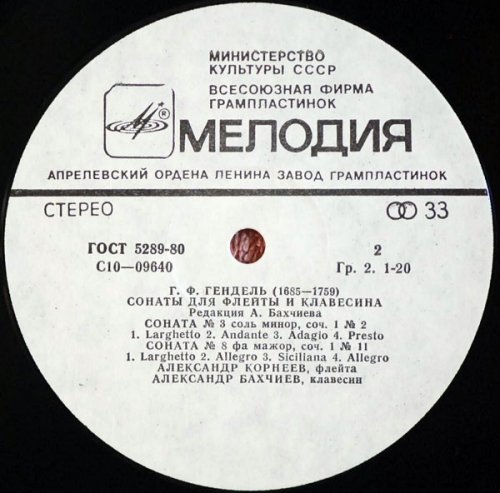 МИНИСТЕРСТВО
КУЛЬТУРЫ СССР
ВСЕСОЮЗНАЯ ФИРМА
ГРАМПЛАСТИНОК
®
МЕЛОДИЯ
АПРЕЛЕВСКИЙ ОРДЕНА ЛЕНИНА ЗАВОД ГРАМПЛАСТИНОК
СТЕРЕО
33
ГОСТ 5289-80
2
С10—09640
Гр. 2. 1-20
Г. Ф. ГЕНДЕЛЬ (1685—1759)
СОНАТЫ ДЛЯ ФЛЕЙТЫ И КЛАВЕСИНА
Редакция А. Бахчиева
СОНАТА № 3 соль минор, соч. 1 № 2
1. Larghetto 2. Andante 3. Adagio 4. Presto
СОНАТА № 8 фа мажор, соч. 1 № 11
1. Larghetto 2. Allegro 3. Siciliana 4. Allegro
АЛЕКСАНДР КОРНЕЕВ, флейта
АЛЕКСАНДР БАХЧИЕВ, клавесин